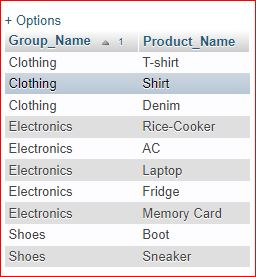 + Options
Group_Name 1 Product_Name
Clothing T-shirt
Clothing Shirt
Clothing Denim
Electronics Rice-Cooker
Electronics AC
Electronics Laptop
Electronics Fridge
Electronics Memory Card
Shoes Boot
Shoes Sneaker